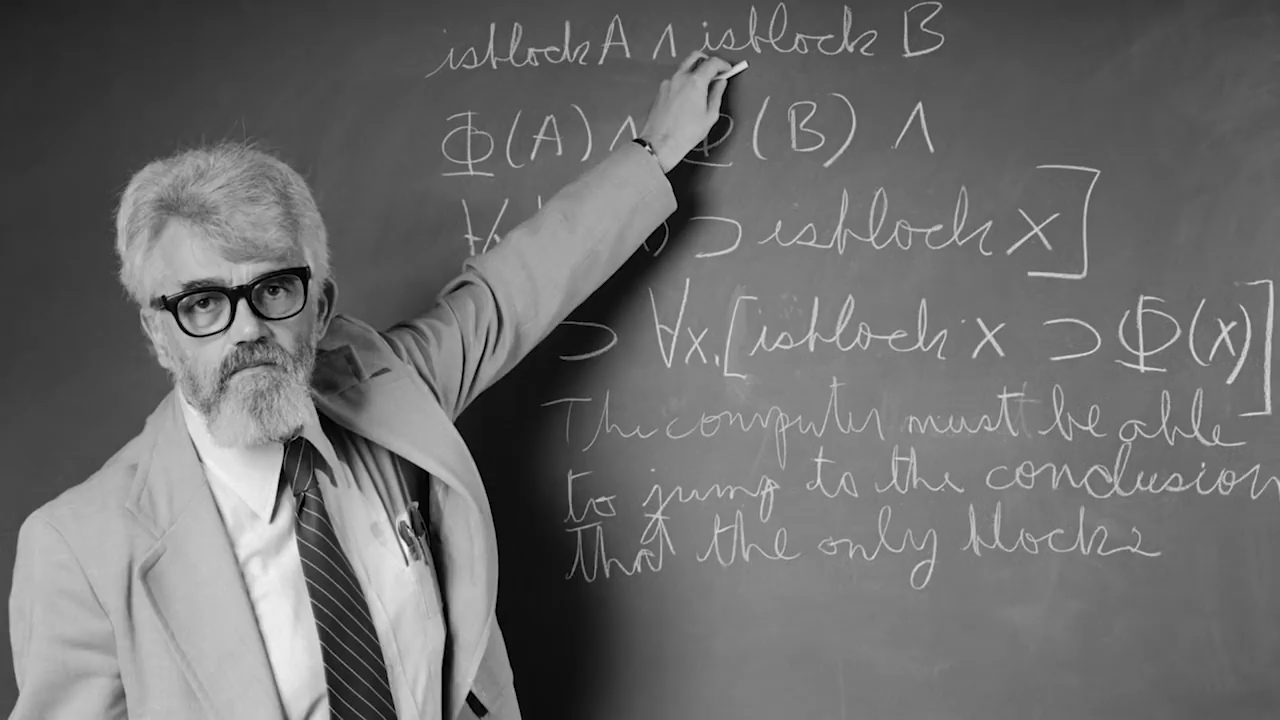 isblock A ∧ isblock B
Φ(A) ∧ Φ(B) ∧
⊃ isblock x]
⊃ ∀x.[isblock x ⊃ Φ(x)]
The computer must be able
to jump to the conclusion
that the only blocks